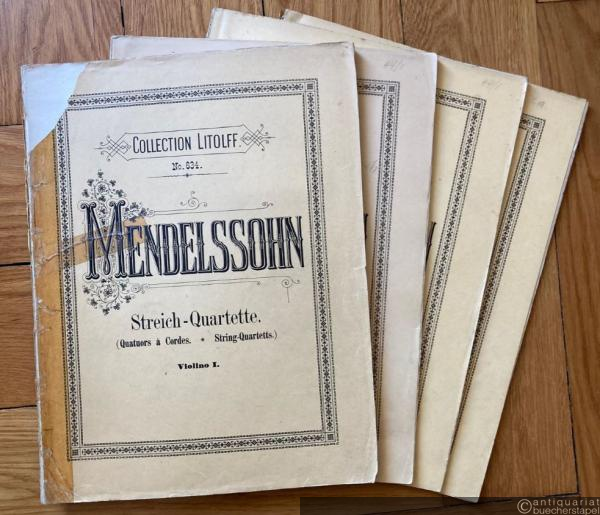 COLLECTION LITOLFF.
No. 834.
MENDELSSOHN
Streich-Quartette.
(Quatuors à Cordes. * String-Quartetts.)
Violino I.
antiquariat
buecherstapel